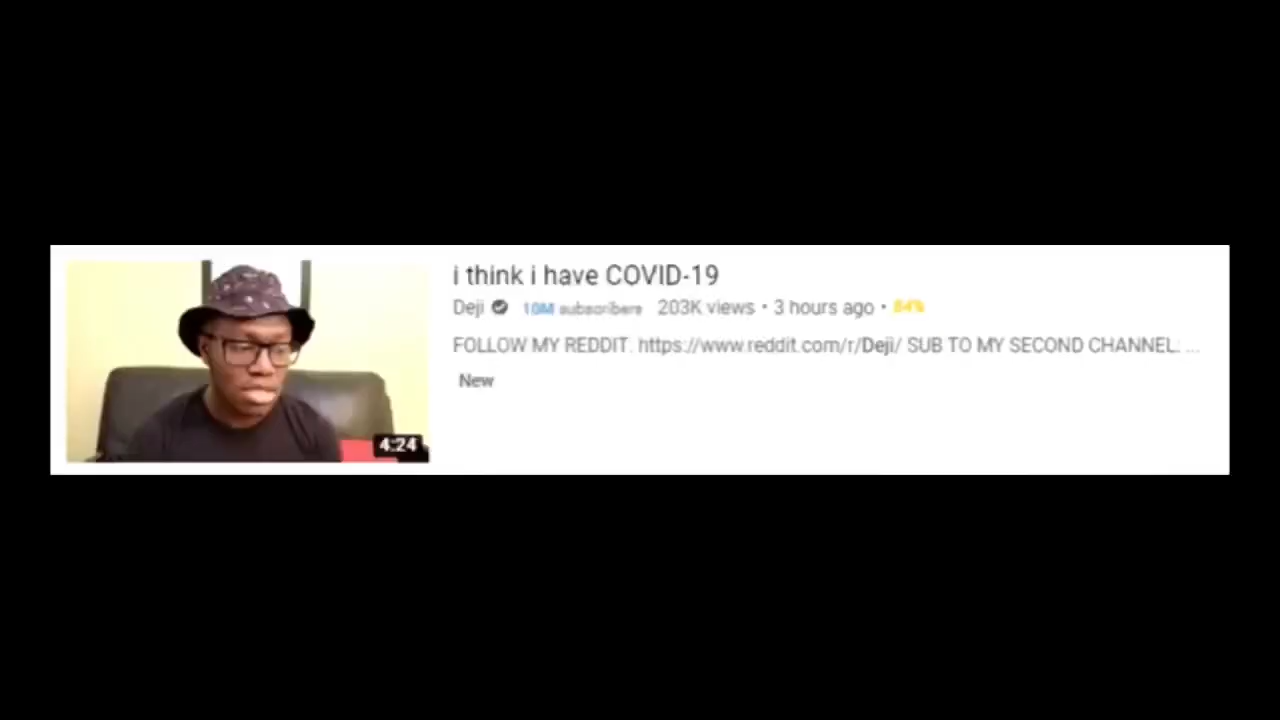 i think i have COVID-19
Deji 10M subscribers 203K views • 3 hours ago • 84%
FOLLOW MY REDDIT: https://www.reddit.com/r/Deji/ SUB TO MY SECOND CHANNEL: ...
New
4:24